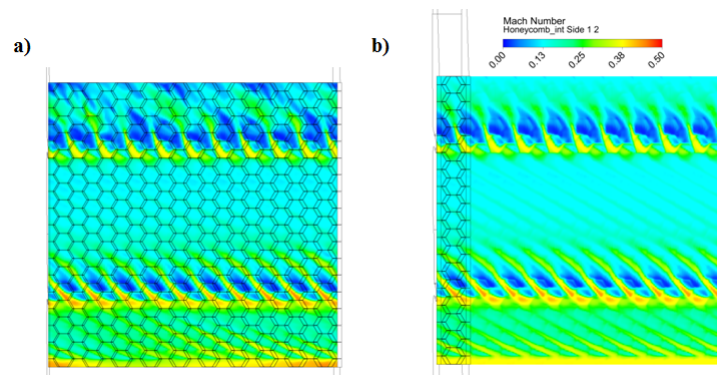 a)
b)
Mach Number
Honeycomb_int Side 1 2
0.00 0.13 0.25 0.38 0.50